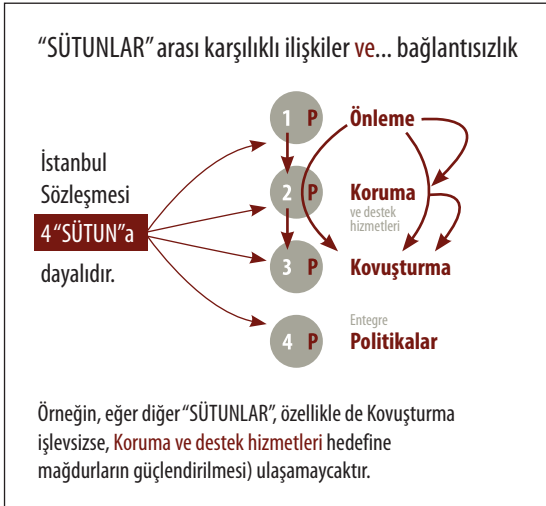 “SÜTUNLAR” arası karşılıklı ilişkiler ve... bağlantısızlık
İstanbul
Sözleşmesi
4 “SÜTUN”a
dayalıdır.
1 P Önleme
2 P Koruma
ve destek
hizmetleri
3 P Kovuşturma
Entegre
4 P Politikalar
Örneğin, eğer diğer “SÜTUNLAR”, özellikle de Kovuşturma
işlevsizse, Koruma ve destek hizmetleri hedefine
mağdurların güçlendirilmesi) ulaşamaycaktır.